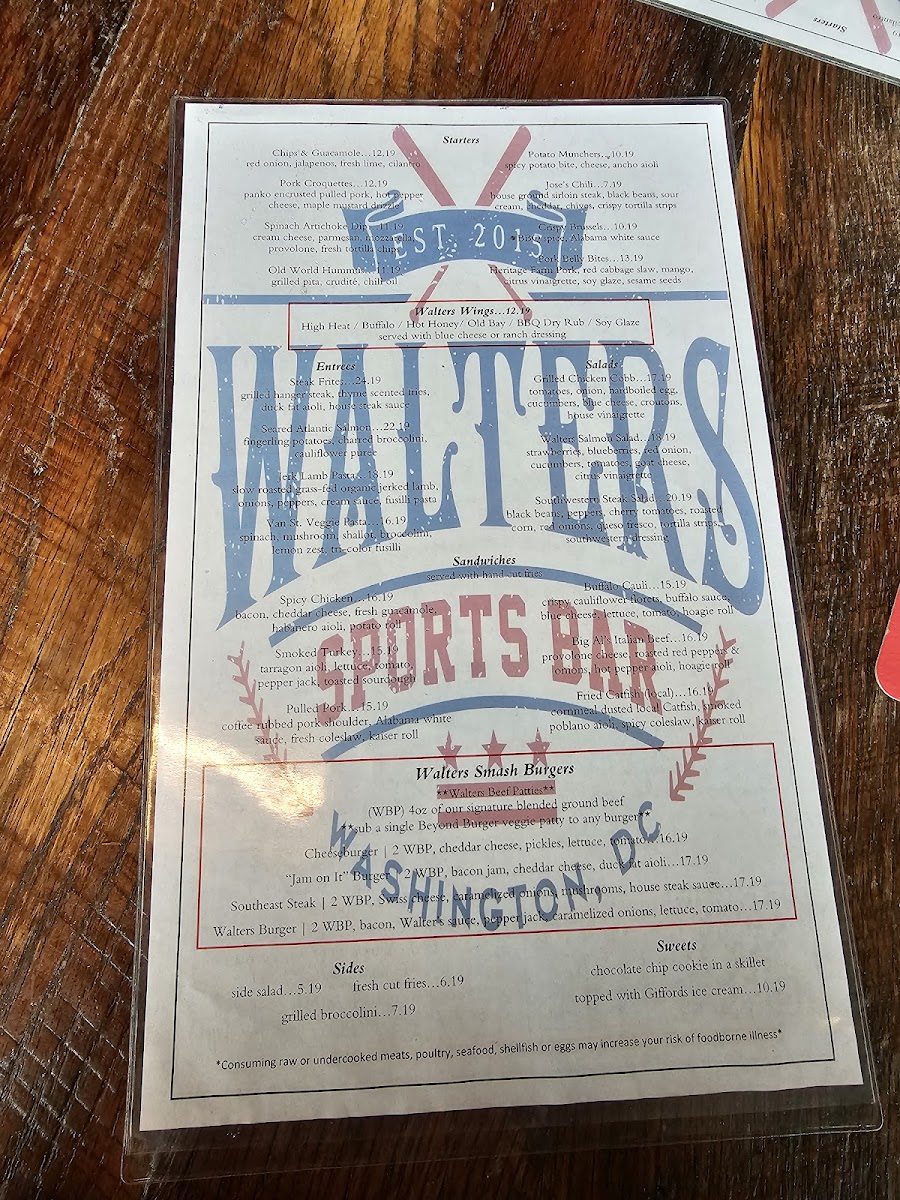 Starters
Chips & Guacamole...12.19
red onion, jalapenos, fresh lime, cilantro
Pork Croquettes...12.19
panko encrusted pulled pork, hot pepper
cheese, maple mustard drizzle
Spinach Artichoke Dip...11.19
cream cheese, parmesan, mozzarella,
provolone, fresh tortilla chips
Old World Hummus...11.19
grilled pita, crudité, chili oil
Potato Munchers...10.19
spicy potato bite, cheese, ancho aioli
Jose's Chili...7.19
house ground sirloin steak, black beans, sour
cream, cheddar, chives, crispy tortilla strips
Crispy Brussels...10.19
BBQ spice, Alabama white sauce
Pork Belly Bites...13.19
Heritage Farm Pork, red cabbage slaw, mango,
citrus vinaigrette, soy glaze, sesame seeds
EST. 2015
Walters Wings...12.19
High Heat / Buffalo / Hot Honey/ Old Bay / BBQ Dry Rub / Soy Glaze
served with blue cheese or ranch dressing
WALTERS
Entrees
Steak Frites...24.19
grilled hanger steak, thyme scented fries,
duck fat aioli, house steak sauce
Seared Atlantic Salmon...22.19
fingerling potatoes, charred broccolini,
cauliflower puree
Jerk Lamb Pasta...18.19
slow roasted grass-fed organic jerked lamb,
onions, peppers, cream sauce, fusilli pasta
Van St. Veggie Pasta...16.19
spinach, mushroom, shallot, broccolini,
lemon zest, tri-color fusilli
Salads
Grilled Chicken Cobb...17.19
tomatoes, onion, hardboiled egg,
cucumbers, blue cheese, croutons,
house vinaigrette
Walters Salmon Salad...18.19
strawberries, blueberries, red onion,
cucumbers, tomatoes, goat cheese,
citrus vinaigrette
Southwestern Steak Salad...20.19
black beans, peppers, cherry tomatoes, roasted
corn, red onions, queso fresco, tortilla strips,
southwestern dressing
Sandwiches
served with hand cut fries
Spicy Chicken...16.19
bacon, cheddar cheese, fresh guacamole,
habanero aioli, potato roll
Smoked Turkey...15.19
tarragon aioli, lettuce, tomato,
pepper jack, toasted sourdough
Pulled Pork...15.19
coffee rubbed pork shoulder, Alabama white
sauce, fresh coleslaw, kaiser roll
Buffalo Cauli...15.19
crispy cauliflower florets, buffalo sauce,
blue cheese, lettuce, tomato, hoagie roll
Big Al's Italian Beef...16.19
provolone cheese, roasted red peppers &
onions, hot pepper aioli, hoagie roll
Fried Catfish (local)...16.19
cornmeal dusted local Catfish, smoked
poblano aioli, spicy coleslaw, kaiser roll
SPORTS BAR
Walters Smash Burgers
**Walters Beef Patties**
(WBP) 4oz of our signature blended ground beef
**sub a single Beyond Burger veggie patty to any burger**
Cheeseburger | 2 WBP, cheddar cheese, pickles, lettuce, tomato...16.19
"Jam on It" Burger | 2 WBP, bacon jam, cheddar cheese, duck fat aioli...17.19
Southeast Steak | 2 WBP, Swiss cheese, caramelized onions, mushrooms, house steak sauce...17.19
Walters Burger | 2 WBP, bacon, Walter's sauce, pepper jack, caramelized onions, lettuce, tomato...17.19
WASHINGTON, DC
Sides
side salad...5.19
fresh cut fries...6.19
grilled broccolini...7.19
Sweets
chocolate chip cookie in a skillet
topped with Giffords ice cream...10.19
*Consuming raw or undercooked meats, poultry, seafood, shellfish or eggs may increase your risk of foodborne illness*
Starters